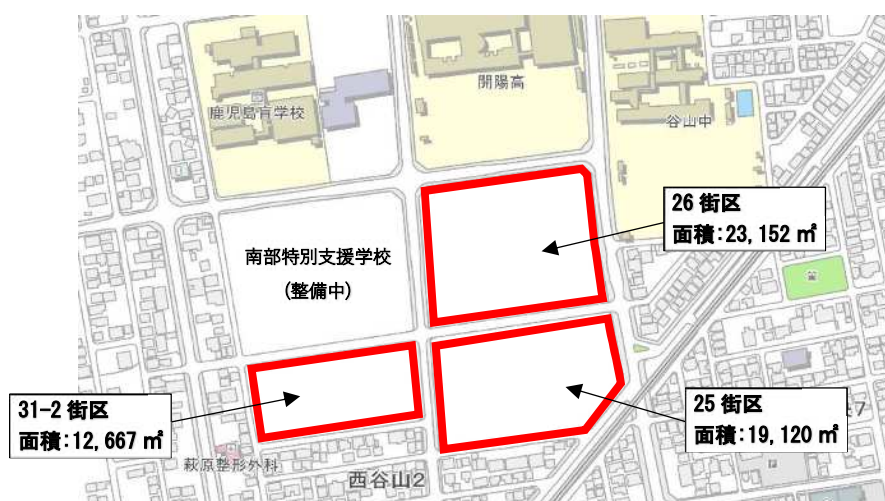 開陽高
鹿児島盲学校
谷山中
26 街区
面積:23,152 ㎡
南部特別支援学校
(整備中)
31-2 街区
面積:12,667 ㎡
25 街区
面積:19,120 ㎡
萩原整形外科
西谷山2